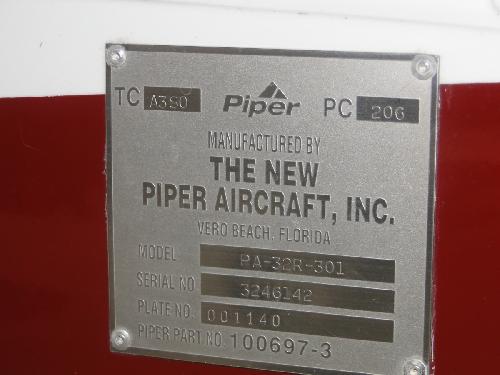 TC A3SO Piper PC 206
MANUFACTURED BY
THE NEW
PIPER AIRCRAFT, INC.
VERO BEACH, FLORIDA
MODEL PA-32R-301
SERIAL NO 3246142
PLATE NO. 001140
PIPER PART NO. 100697-3